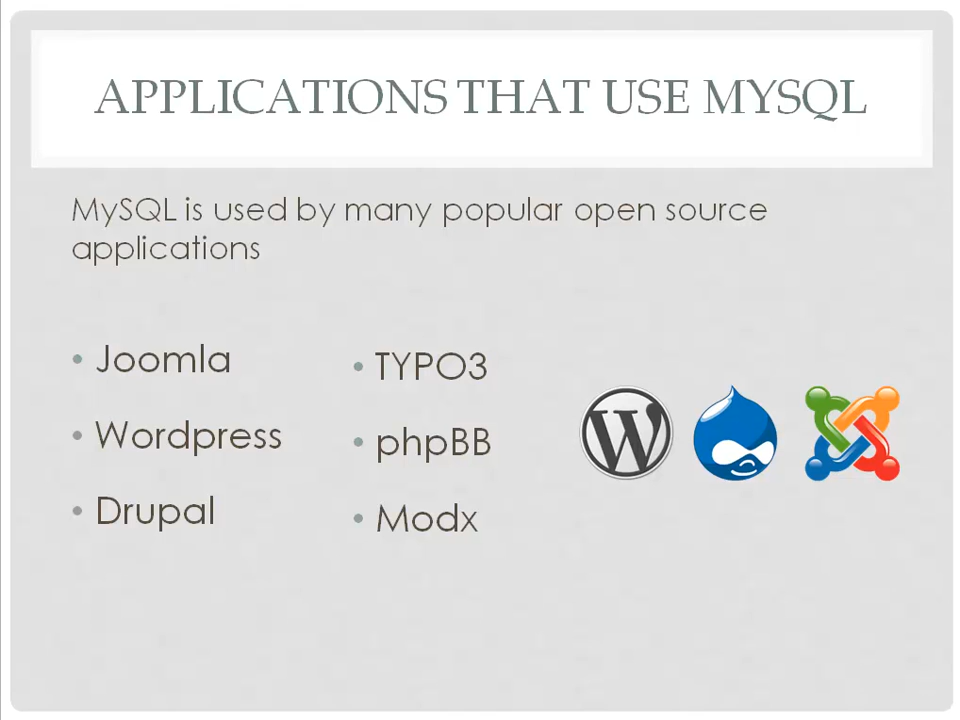 APPLICATIONS THAT USE MYSQL
MySQL is used by many popular open source
applications
• Joomla
• Wordpress
• Drupal
• TYPO3
• phpBB
• Modx